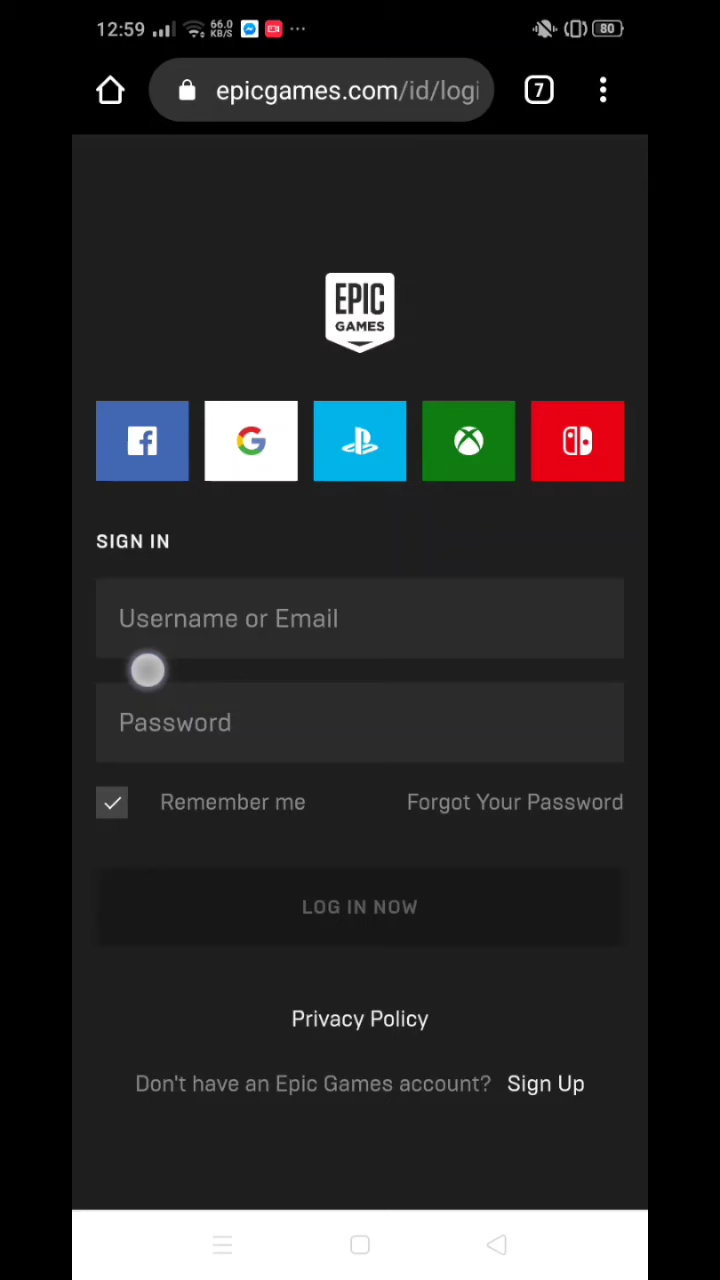 12:59 66.0 KB/S 80
epicgames.com/id/logi 7
EPIC
GAMES
SIGN IN
Username or Email
Password
Remember me Forgot Your Password
LOG IN NOW
Privacy Policy
Don't have an Epic Games account? Sign Up